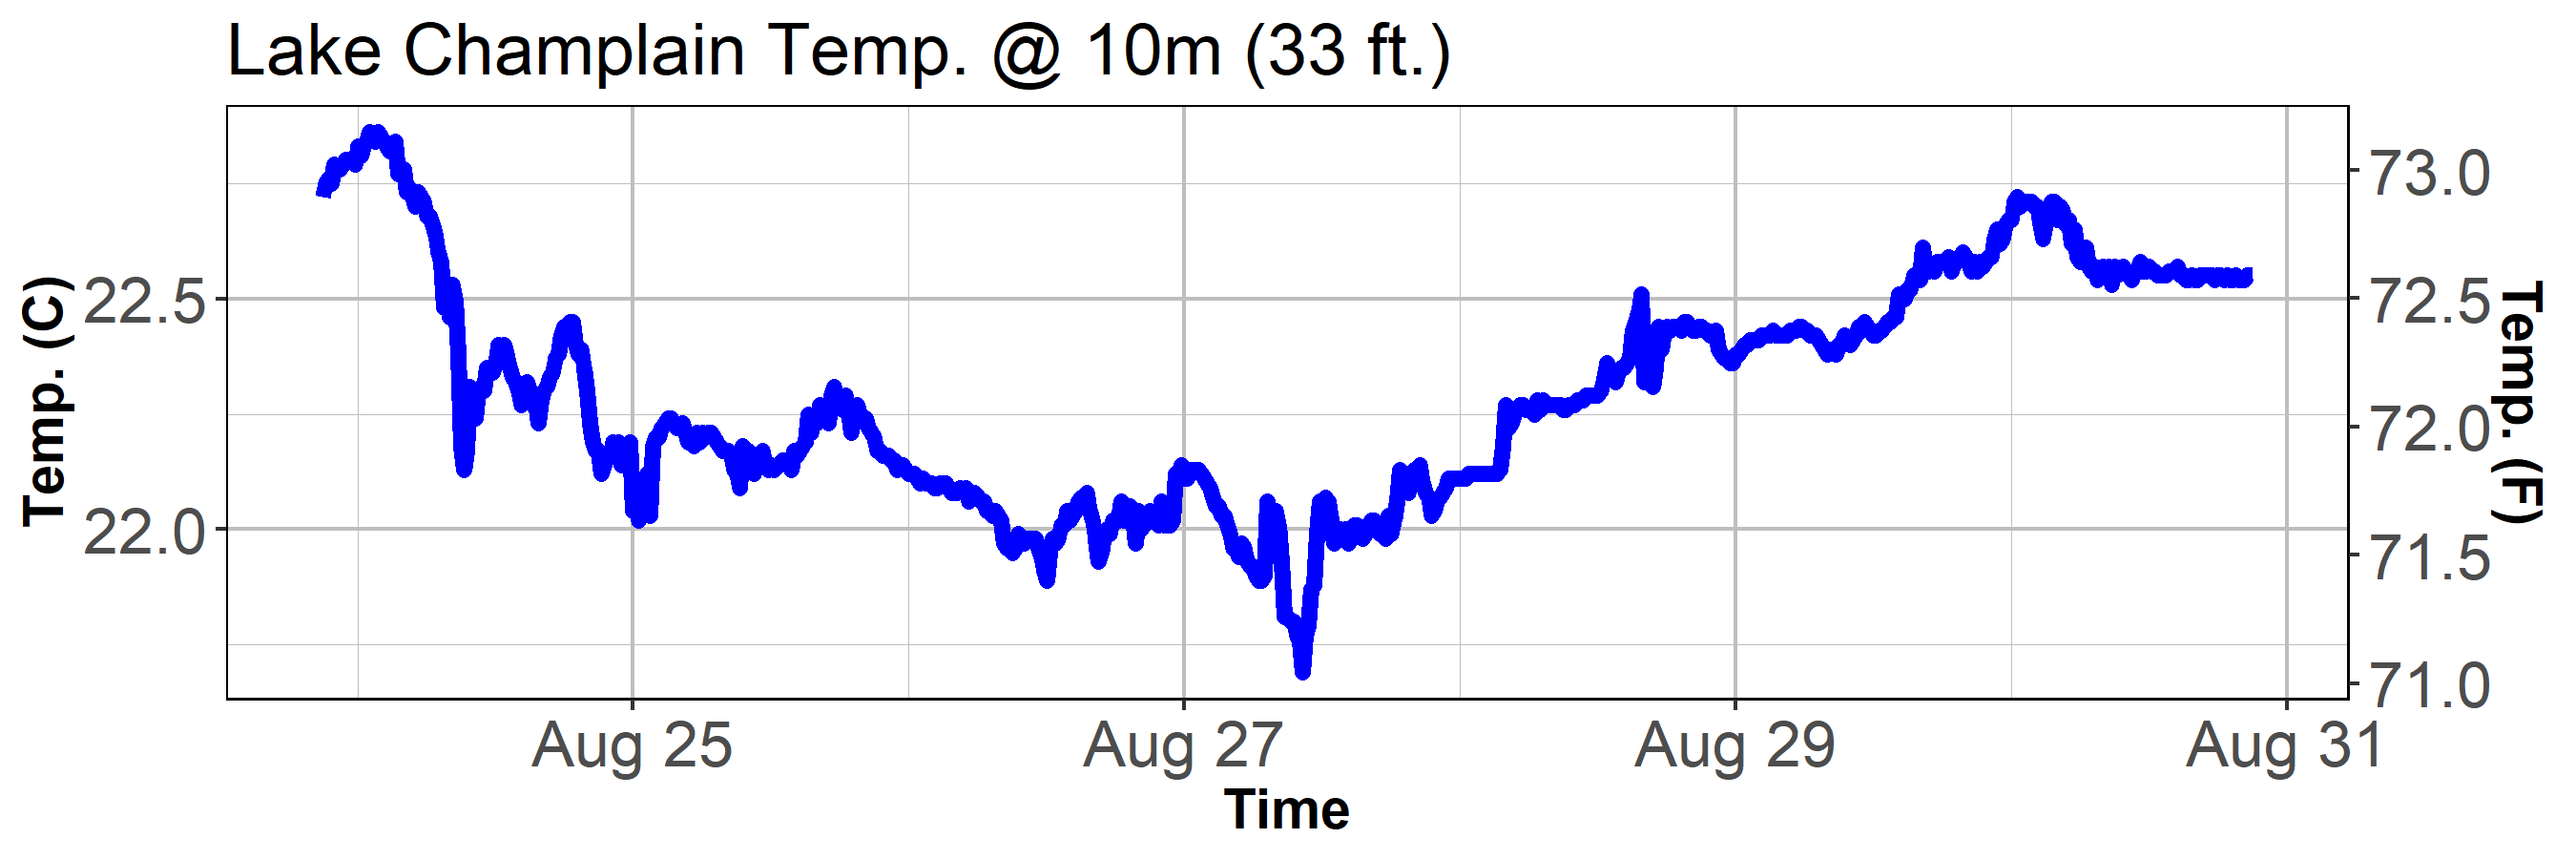 Lake Champlain Temp. @ 10m (33 ft.)
Temp. (C)
22.5
22.0
73.0
72.5
72.0
71.5
71.0
Temp. (F)
Aug 25 Aug 27 Aug 29 Aug 31
Time